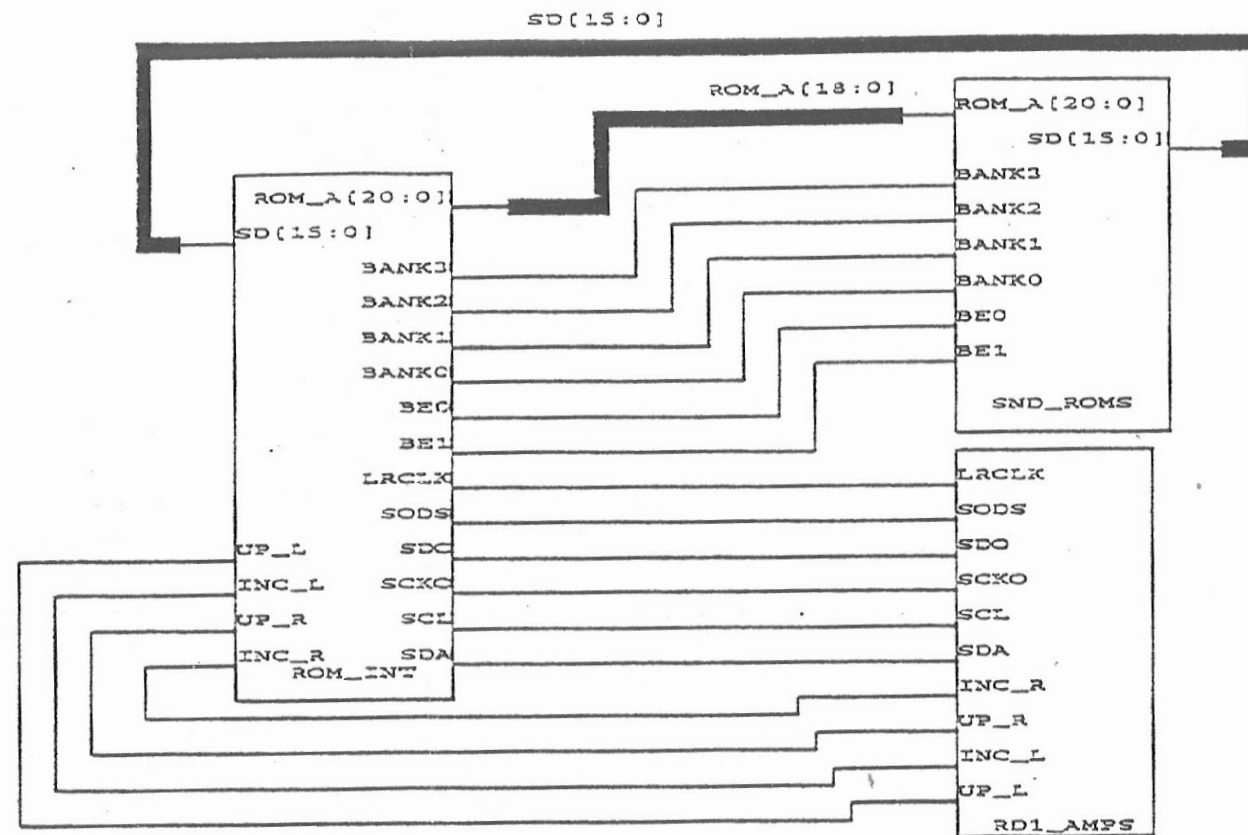 SD[15:0]
ROM_A[18:0]
ROM_A[20:0]
SD[15:0]
BANK3
BANK2
BANK1
BANK0
BE0
BE1
SND_ROMS
ROM_A[20:0]
SD[15:0]
BANK3
BANK2
BANK1
BANK0
BE0
BE1
LRCLK
SODS
SDO
SCKO
SCL
SDA
UP_L
INC_L
UP_R
INC_R
ROM_INT
LRCLK
SODS
SDO
SCKO
SCL
SDA
INC_R
UP_R
INC_L
UP_L
RD1_AMPS